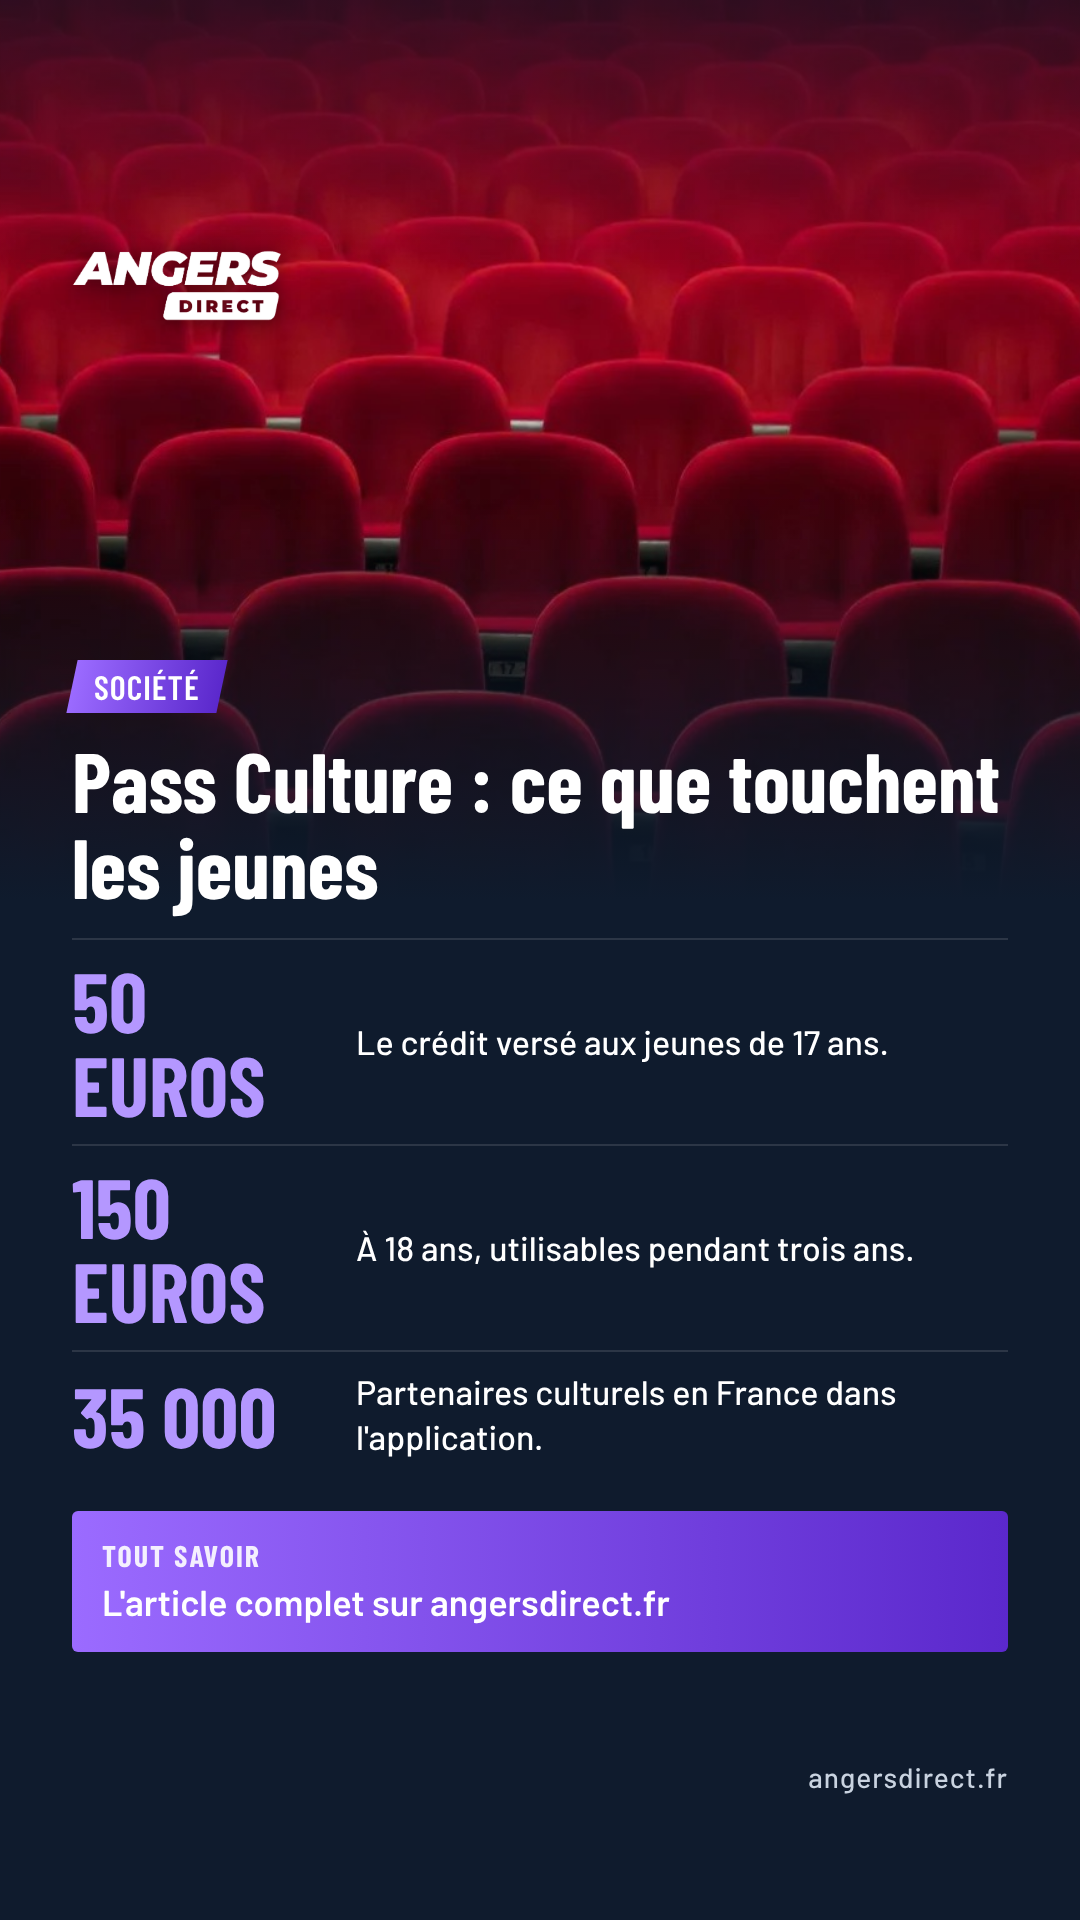 ANGERS
DIRECT
SOCIÉTÉ
Pass Culture : ce que touchent
les jeunes
50
EUROS
Le crédit versé aux jeunes de 17 ans.
150
EUROS
À 18 ans, utilisables pendant trois ans.
35 000
Partenaires culturels en France dans
l'application.
TOUT SAVOIR
L'article complet sur angersdirect.fr
angersdirect.fr